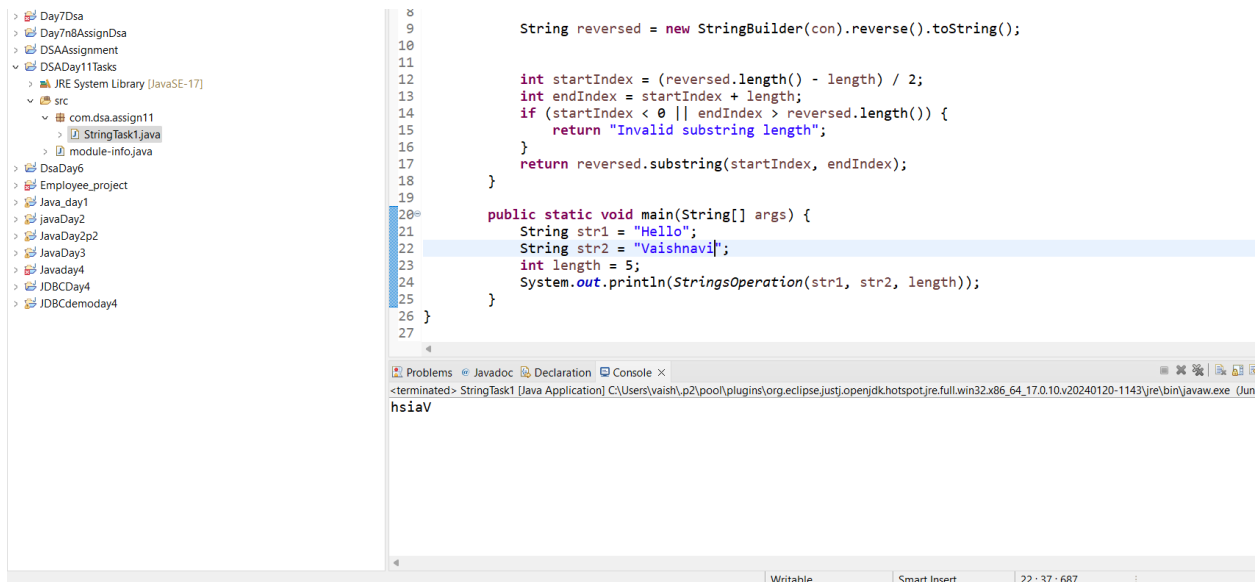 Day7Dsa
Day7n8AssignDsa
DSAAssignment
DSADay11Tasks
JRE System Library [JavaSE-17]
src
com.dsa.assign11
StringTask1.java
module-info.java
DsaDay6
Employee_project
Java_day1
javaDay2
JavaDay2p2
JavaDay3
Javaday4
JDBCDay4
JDBCdemoday4
8
9 String reversed = new StringBuilder(con).reverse().toString();
10
11
12 int startIndex = (reversed.length() - length) / 2;
13 int endIndex = startIndex + length;
14 if (startIndex < 0 || endIndex > reversed.length()) {
15 return "Invalid substring length";
16 }
17 return reversed.substring(startIndex, endIndex);
18 }
19
20 public static void main(String[] args) {
21 String str1 = "Hello";
22 String str2 = "Vaishnavi";
23 int length = 5;
24 System.out.println(StringsOperation(str1, str2, length));
25 }
26 }
27
Problems Javadoc Declaration Console
<terminated> StringTask1 [Java Application] C:\Users\vaish\.p2\pool\plugins\org.eclipse.justj.openjdk.hotspot.jre.full.win32.x86_64_17.0.10.v20240120-1143\jre\bin\javaw.exe (Jun
hsiaV
Writable Smart Insert 22 : 37 : 687